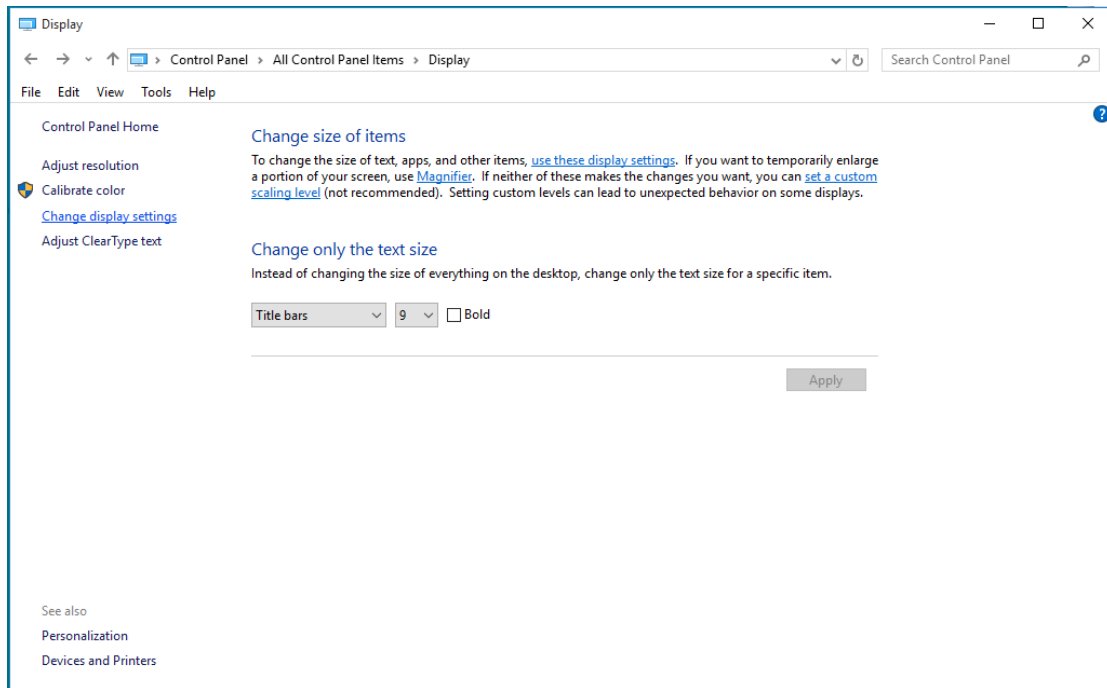 Display
Control Panel > All Control Panel Items > Display
Search Control Panel
File Edit View Tools Help
Control Panel Home
Adjust resolution
Calibrate color
Change display settings
Adjust ClearType text
Change size of items
To change the size of text, apps, and other items, use these display settings. If you want to temporarily enlarge
a portion of your screen, use Magnifier. If neither of these makes the changes you want, you can set a custom
scaling level (not recommended). Setting custom levels can lead to unexpected behavior on some displays.
Change only the text size
Instead of changing the size of everything on the desktop, change only the text size for a specific item.
Title bars 9 Bold
Apply
See also
Personalization
Devices and Printers